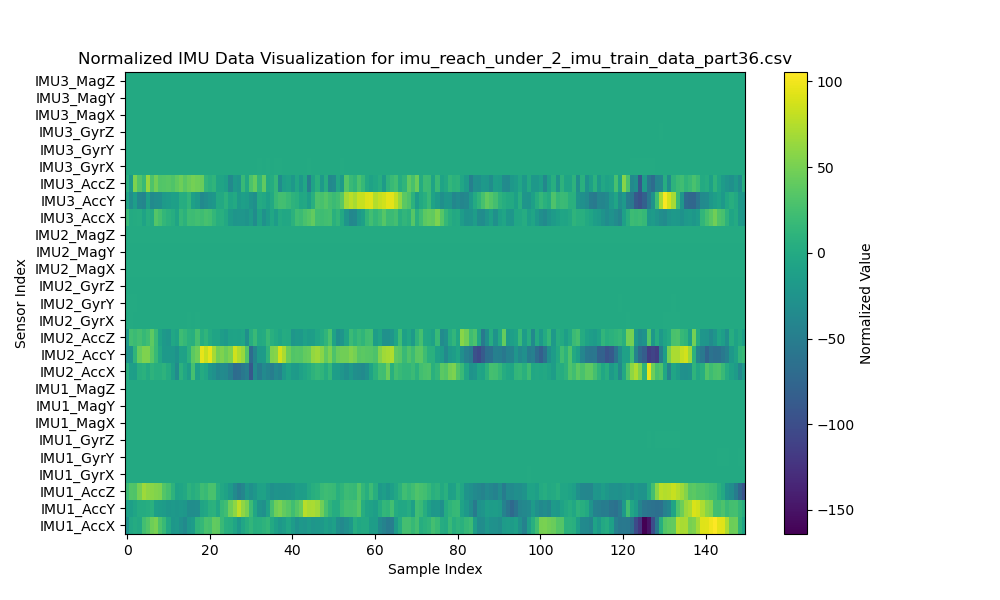 Normalized IMU Data Visualization for imu_reach_under_2_imu_train_data_part36.csv
IMU3_MagZ
IMU3_MagY
IMU3_MagX
IMU3_GyrZ
IMU3_GyrY
IMU3_GyrX
IMU3_AccZ
IMU3_AccY
IMU3_AccX
IMU2_MagZ
IMU2_MagY
IMU2_MagX
IMU2_GyrZ
IMU2_GyrY
IMU2_GyrX
IMU2_AccZ
IMU2_AccY
IMU2_AccX
IMU1_MagZ
IMU1_MagY
IMU1_MagX
IMU1_GyrZ
IMU1_GyrY
IMU1_GyrX
IMU1_AccZ
IMU1_AccY
IMU1_AccX
Sensor Index
0 20 40 60 80 100 120 140
Sample Index
100
50
0
−50
−100
−150
Normalized Value